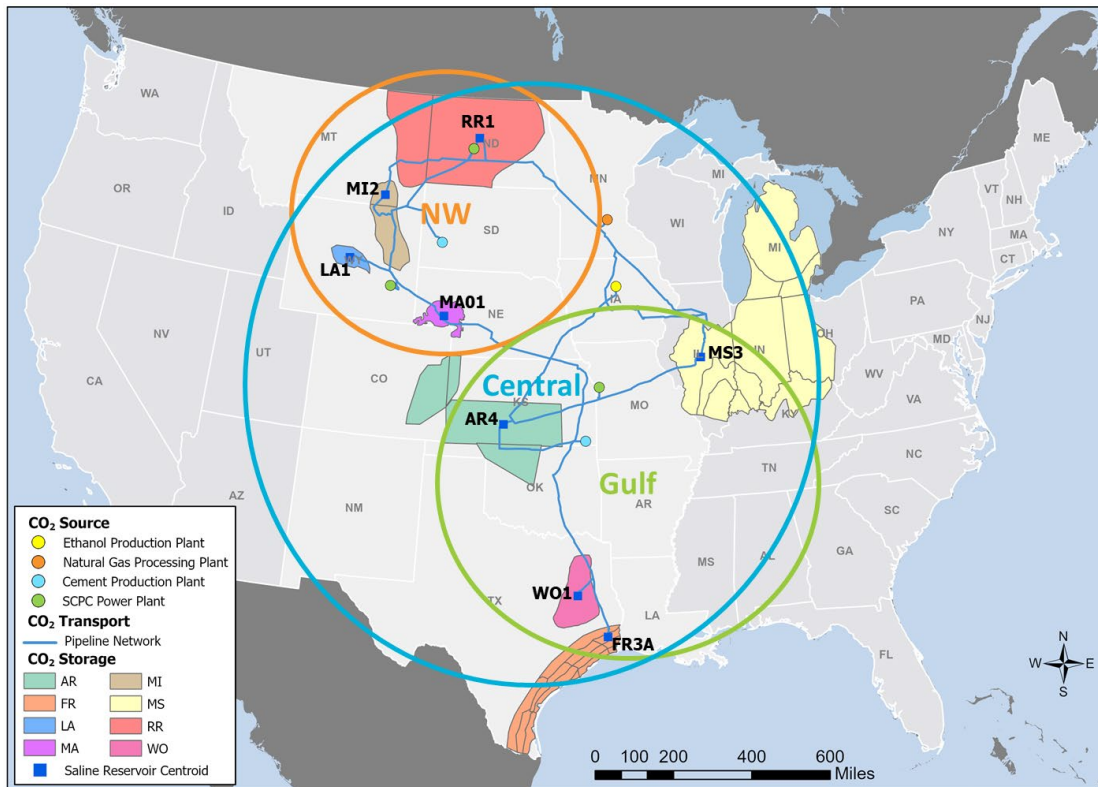 WA
MT
ND
RR1
MN
ME
OR
ID
MI2
NW
SD
WI
MI
MI
VT
NH
NY
MA
CT
LA1
WY
MA01
NE
IA
PA
NJ
OH
NV
UT
CO
Central
KS
MO
IL
IN
MS3
MD
DE
WV
VA
KY
CA
AR4
Gulf
TN
NC
AZ
NM
OK
AR
SC
MS
AL
GA
TX
WO1
LA
FR3A
FL
CO₂ Source
Ethanol Production Plant
Natural Gas Processing Plant
Cement Production Plant
SCPC Power Plant
CO₂ Transport
Pipeline Network
CO₂ Storage
AR MI
FR MS
LA RR
MA WO
Saline Reservoir Centroid
N
W E
S
0 100 200 400 600
Miles